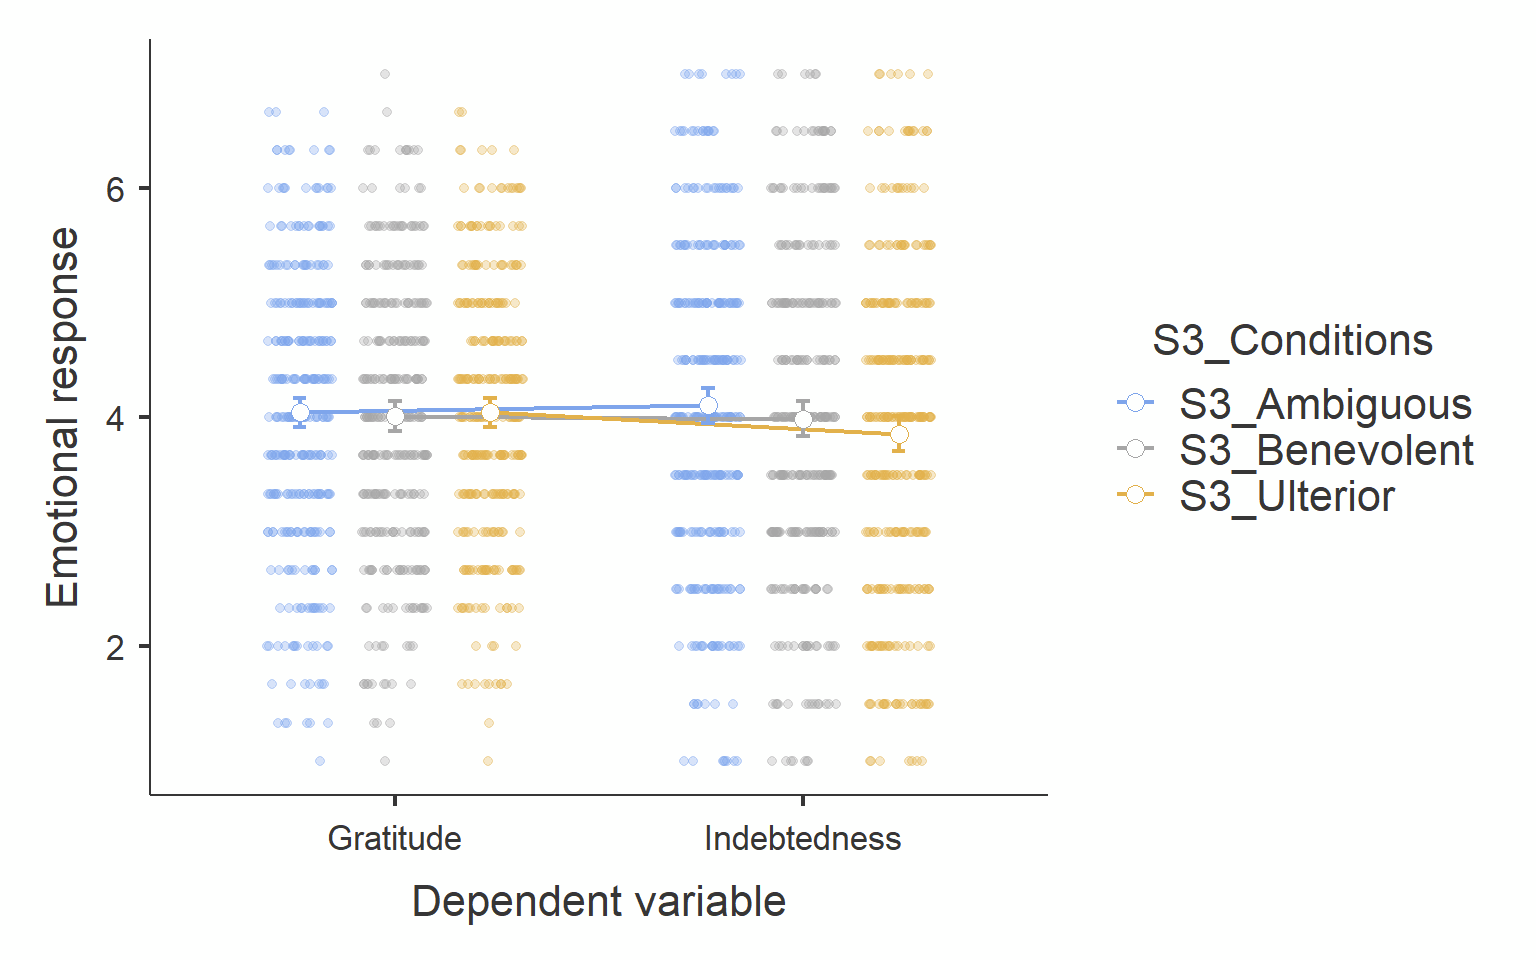 Emotional response
6
4
2
Gratitude
Indebtedness
Dependent variable
S3_Conditions
S3_Ambiguous
S3_Benevolent
S3_Ulterior